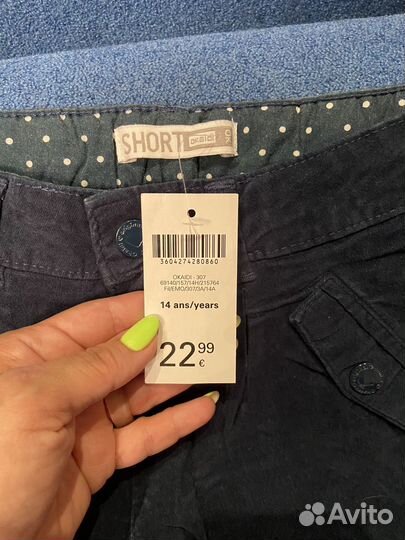 SHORT
OKAIDI
3604274280860
OKAIDI - 307
69140/157/14H/215764
Fil/EMO/307/3A/14A
14 ans/years
22 99
€
Avito